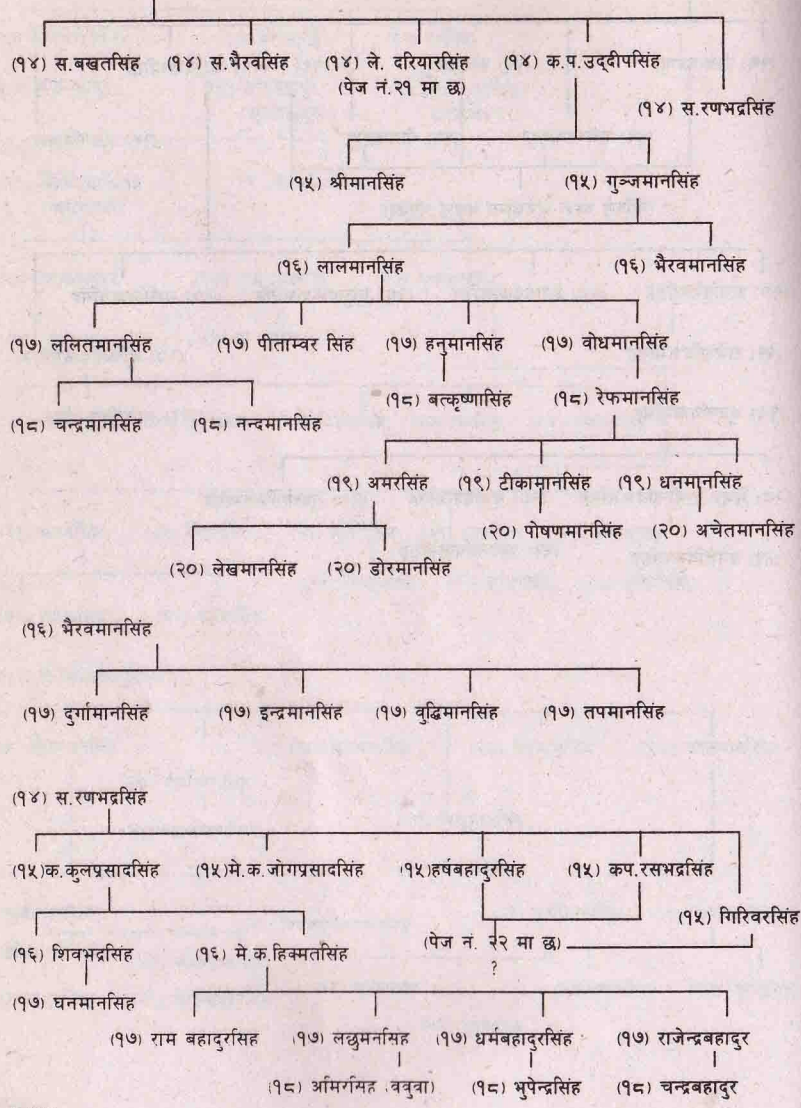 (१४) स.बखतसिंह (१४) स.भैरवसिंह (१४) ले. दरियारसिंह (१४) क.प.उद्दीपसिंह
(पेज नं.२१ मा छ)
(१४) स.रणभद्रसिंह
(१५) श्रीमानसिंह (१५) गुञ्जमानसिंह
(१६) लालमानसिंह (१६) भैरवमानसिंह
(१७) ललितमानसिंह (१७) पीताम्वर सिंह (१७) हनुमानसिंह (१७) वोधमानसिंह
(१८) बत्कृष्णासिंह (१८) रेफमानसिंह
(१८) चन्द्रमानसिंह (१८) नन्दमानसिंह
(१९) अमरसिंह (१९) टीकामानसिंह (१९) धनमानसिंह
(२०) पोषणमानसिंह (२०) अचेतमानसिंह
(२०) लेखमानसिंह (२०) डोरमानसिंह
(१६) भैरवमानसिंह
(१७) दुर्गामानसिंह (१७) इन्द्रमानसिंह (१७) वुद्धिमानसिंह (१७) तपमानसिंह
(१४) स.रणभद्रसिंह
(१५)क.कुलप्रसादसिंह (१५)मे.क.जोगप्रसादसिंह (१५)हर्षबहादुरसिंह (१५) कप.रसभद्रसिंह
(१५) गिरिवरसिंह
(१६) शिवभद्रसिंह (१६) मे.क.हिक्मतसिंह (पेज नं. २२ मा छ)
?
(१७) घनमानसिंह
(१७) राम बहादुरसिंह (१७) लछुमनसिंह (१७) धर्मबहादुरसिंह (१७) राजेन्द्रबहादुर
(१८) (१८) भुपेन्द्रसिंह (१८) चन्द्रबहादुर